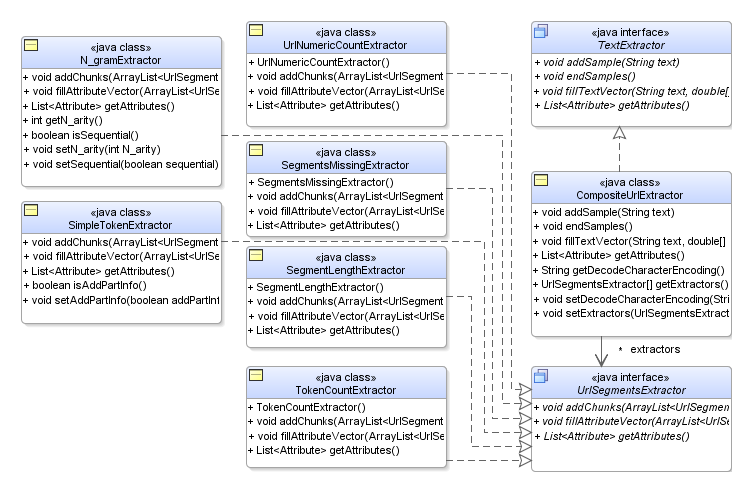 «java class»
N_gramExtractor
+ void addChunks(ArrayList<UrlSegment
+ void fillAttributeVector(ArrayList<UrlSe
+ List<Attribute> getAttributes()
+ int getN_arity()
+ boolean isSequential()
+ void setN_arity(int N_arity)
+ void setSequential(boolean sequential)
«java class»
SimpleTokenExtractor
+ void addChunks(ArrayList<UrlSegment
+ void fillAttributeVector(ArrayList<UrlSe
+ List<Attribute> getAttributes()
+ boolean isAddPartInfo()
+ void setAddPartInfo(boolean addPartInf
«java class»
UrlNumericCountExtractor
+ UrlNumericCountExtractor()
+ void addChunks(ArrayList<UrlSegment
+ void fillAttributeVector(ArrayList<UrlSe
+ List<Attribute> getAttributes()
«java class»
SegmentsMissingExtractor
+ SegmentsMissingExtractor()
+ void addChunks(ArrayList<UrlSegment
+ void fillAttributeVector(ArrayList<UrlSe
+ List<Attribute> getAttributes()
«java class»
SegmentLengthExtractor
+ SegmentLengthExtractor()
+ void addChunks(ArrayList<UrlSegment
+ void fillAttributeVector(ArrayList<UrlSe
+ List<Attribute> getAttributes()
«java class»
TokenCountExtractor
+ TokenCountExtractor()
+ void addChunks(ArrayList<UrlSegment
+ void fillAttributeVector(ArrayList<UrlSe
+ List<Attribute> getAttributes()
«java interface»
TextExtractor
+ void addSample(String text)
+ void endSamples()
+ void fillTextVector(String text, double[]
+ List<Attribute> getAttributes()
«java class»
CompositeUrlExtractor
+ void addSample(String text)
+ void endSamples()
+ void fillTextVector(String text, double[]
+ List<Attribute> getAttributes()
+ String getDecodeCharacterEncoding()
+ UrlSegmentsExtractor[] getExtractors()
+ void setDecodeCharacterEncoding(Stri
+ void setExtractors(UrlSegmentsExtract
* extractors
«java interface»
UrlSegmentsExtractor
+ void addChunks(ArrayList<UrlSegmen
+ void fillAttributeVector(ArrayList<UrlSe
+ List<Attribute> getAttributes()